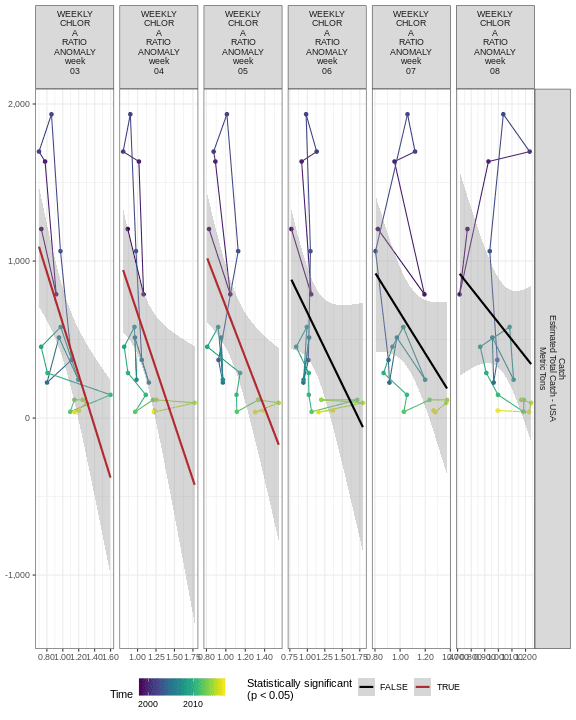 WEEKLY
CHLOR
A
RATIO
ANOMALY
week
03
WEEKLY
CHLOR
A
RATIO
ANOMALY
week
04
WEEKLY
CHLOR
A
RATIO
ANOMALY
week
05
WEEKLY
CHLOR
A
RATIO
ANOMALY
week
06
WEEKLY
CHLOR
A
RATIO
ANOMALY
week
07
WEEKLY
CHLOR
A
RATIO
ANOMALY
week
08
2,000
1,000
0
-1,000
Catch
Estimated Total Catch - USA
Metric Tons
0.80 1.00 1.20 1.40 1.60
1.00 1.25 1.50 1.75
0.80 1.00 1.20 1.40
0.75 1.00 1.25 1.50 1.75
0.80 1.00 1.20
Time
2000 2010
Statistically significant
(p < 0.05)
FALSE
TRUE